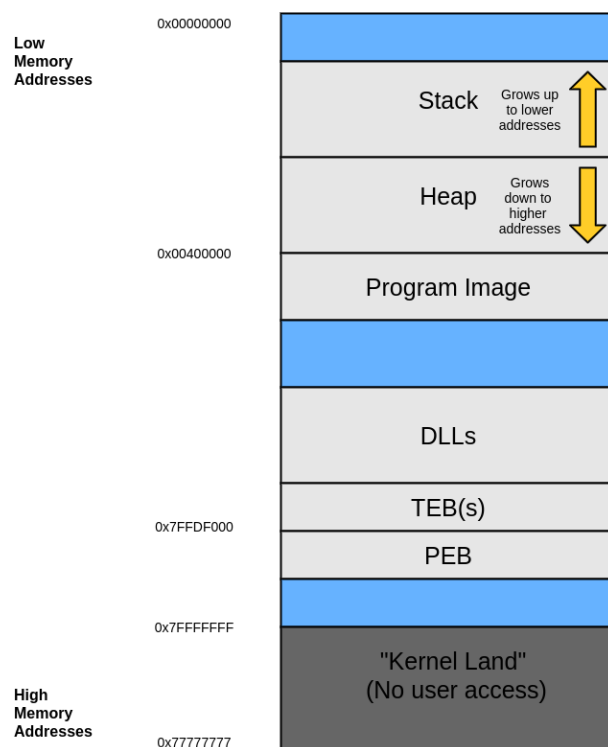 0x00000000
Low
Memory
Addresses
Stack
Grows up
to lower
addresses
Heap
Grows
down to
higher
addresses
0x00400000
Program Image
DLLs
TEB(s)
0x7FFDF000
PEB
0x7FFFFFFF
"Kernel Land"
(No user access)
High
Memory
Addresses
0x77777777